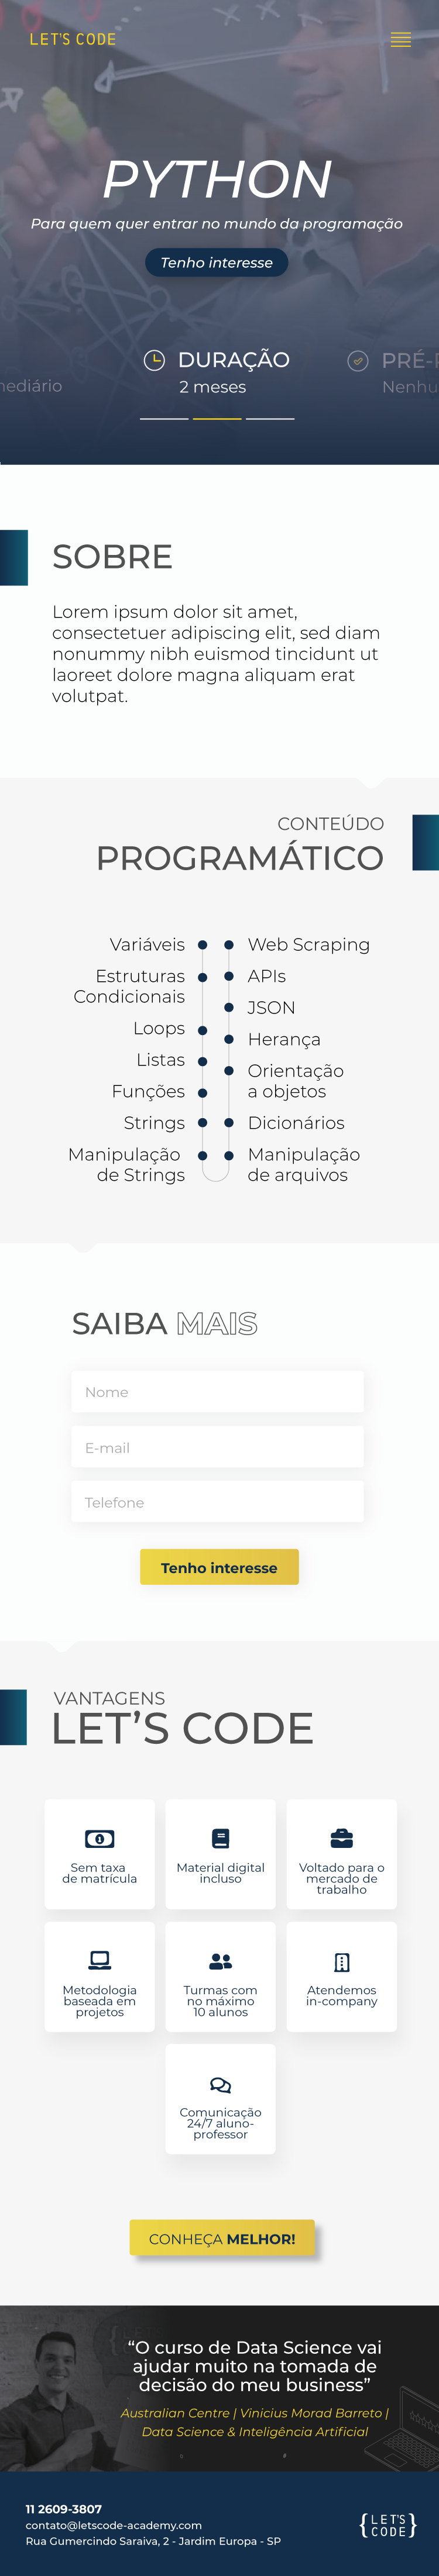 LET'S CODE
PYTHON
Para quem quer entrar no mundo da programação
Tenho interesse
DURAÇÃO
2 meses
SOBRE
Lorem ipsum dolor sit amet,
consectetuer adipiscing elit, sed diam
nonummy nibh euismod tincidunt ut
laoreet dolore magna aliquam erat
volutpat.
CONTEÚDO
PROGRAMÁTICO
Variáveis
Estruturas
Condicionais
Loops
Listas
Funções
Strings
Manipulação
de Strings
Web Scraping
APIs
JSON
Herança
Orientação
a objetos
Dicionários
Manipulação
de arquivos
SAIBA MAIS
Nome
E-mail
Telefone
Tenho interesse
VANTAGENS
LET'S CODE
Sem taxa
de matrícula
Material digital
incluso
Voltado para o
mercado de
trabalho
Metodologia
baseada em
projetos
Turmas com
no máximo
10 alunos
Atendemos
in-company
Comunicação
24/7 aluno-
professor
CONHEÇA MELHOR!
“O curso de Data Science vai
ajudar muito na tomada de
decisão do meu business”
Australian Centre | Vinicius Morad Barreto |
Data Science & Inteligência Artificial
11 2609-3807
contato@letscode-academy.com
Rua Gumercindo Saraiva, 2 - Jardim Europa - SP
{LET'S
CODE}